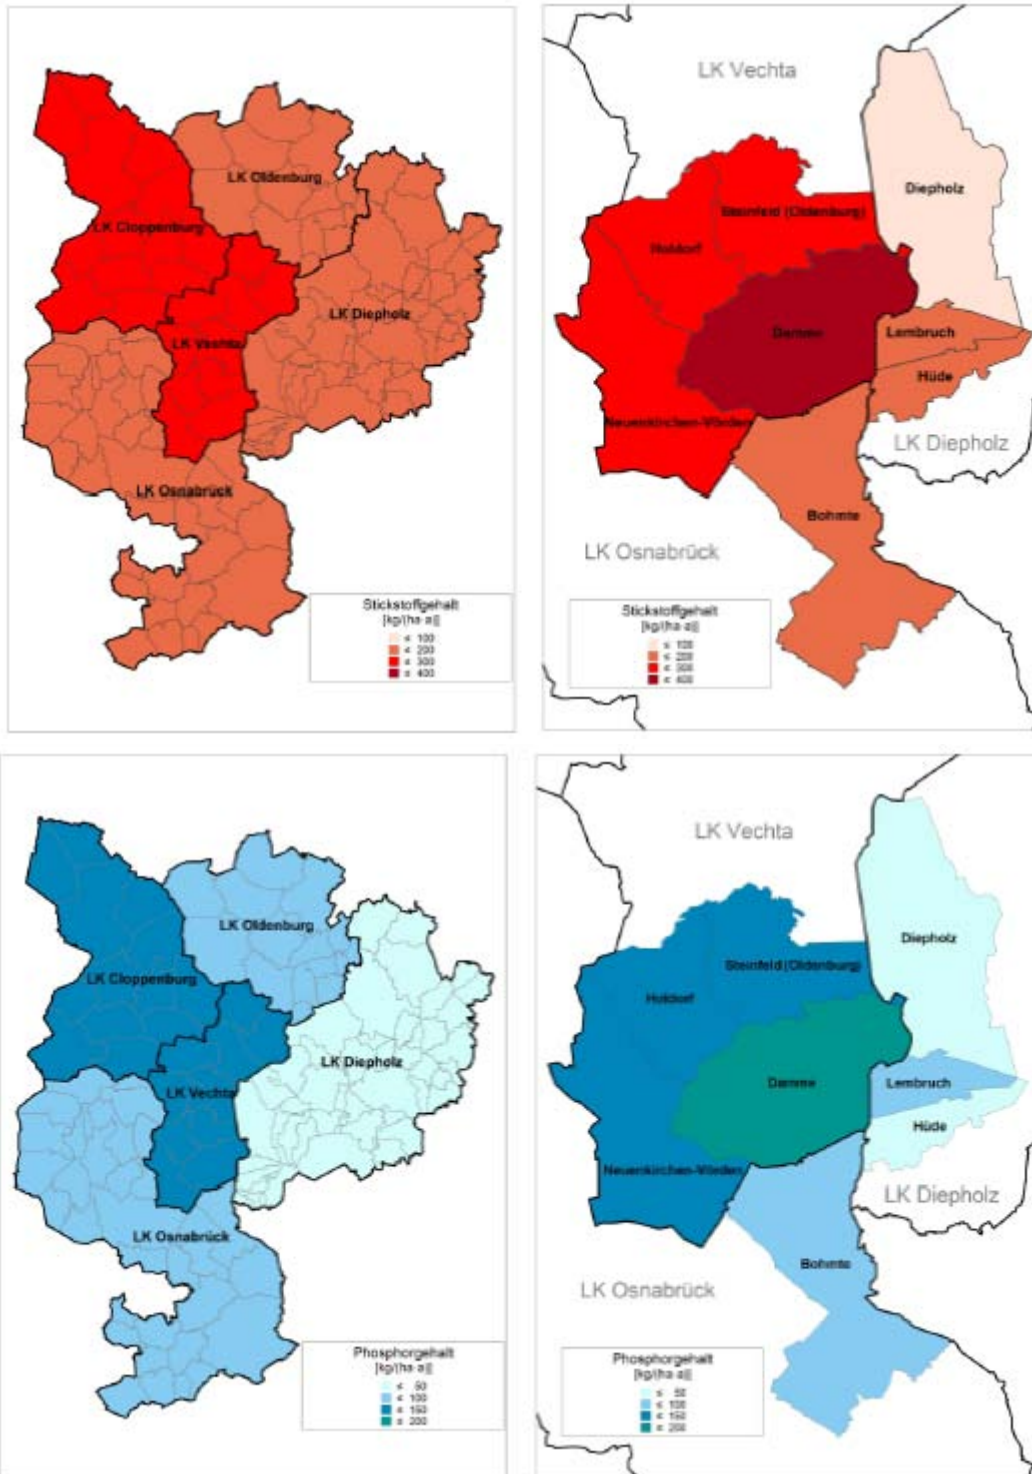 LK Oldenburg
LK Cloppenburg
LK Diepholz
LK Vechta
LK Osnabrück
Stickstoffgehalt
[kg/(ha·a)]
≤ 100
≤ 200
≤ 300
≤ 400
LK Vechta
Diepholz
Steinfeld (Oldenburg)
Holdorf
Damme
Lembruch
Hüde
Neuenkirchen-Vörden
LK Diepholz
Bohmte
LK Osnabrück
Stickstoffgehalt
[kg/(ha·a)]
≤ 100
≤ 200
≤ 300
≤ 400
LK Oldenburg
LK Cloppenburg
LK Diepholz
LK Vechta
LK Osnabrück
Phosphorgehalt
[kg/(ha·a)]
≤ 50
≤ 100
≤ 150
≤ 200
LK Vechta
Diepholz
Steinfeld (Oldenburg)
Holdorf
Damme
Lembruch
Hüde
Neuenkirchen-Vörden
LK Diepholz
Bohmte
LK Osnabrück
Phosphorgehalt
[kg/(ha·a)]
≤ 50
≤ 100
≤ 150
≤ 200